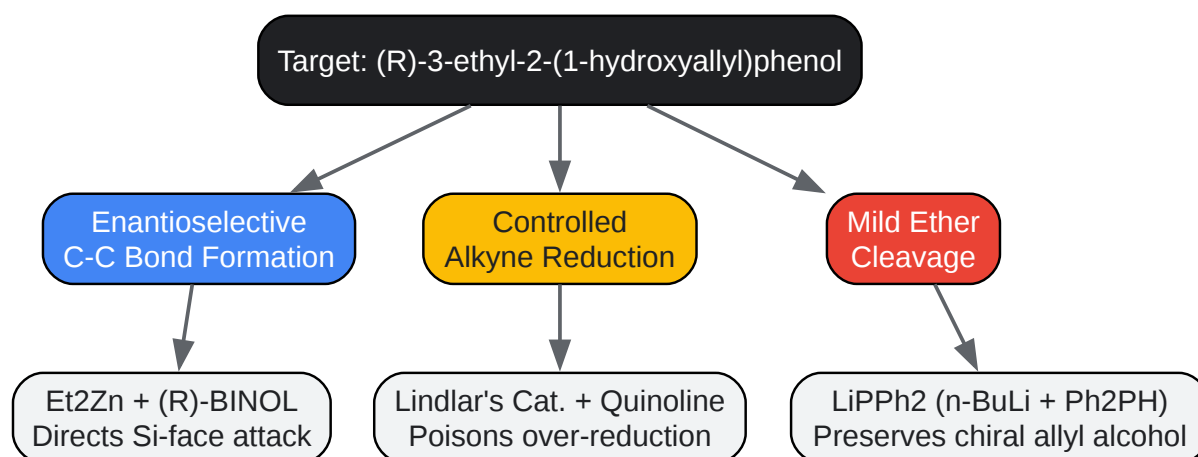 Target: (R)-3-ethyl-2-(1-hydroxyallyl)phenol
Enantioselective
C-C Bond Formation
Controlled
Alkyne Reduction
Mild Ether
Cleavage
Et2Zn + (R)-BINOL
Directs Si-face attack
Lindlar's Cat. + Quinoline
Poisons over-reduction
LiPPh2 (n-BuLi + Ph2PH)
Preserves chiral allyl alcohol